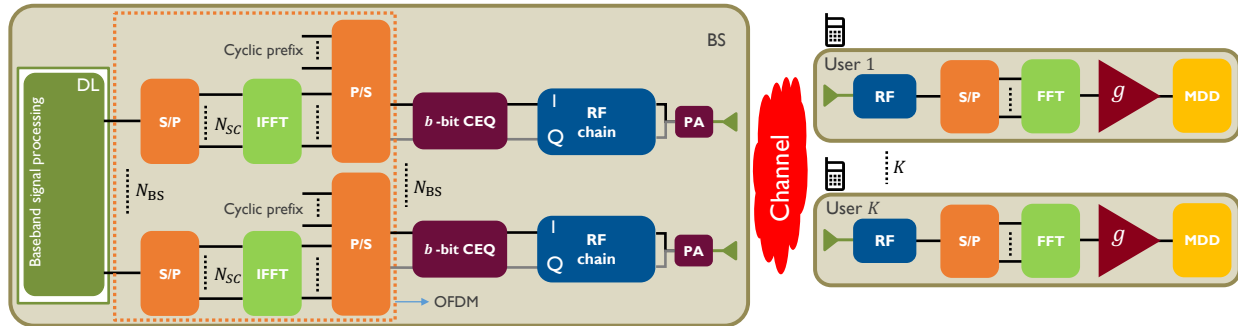 BS
DL
Baseband signal processing
N_BS
S/P
N_SC
IFFT
Cyclic prefix
P/S
b -bit CEQ
I
Q
RF
chain
PA
N_BS
S/P
N_SC
IFFT
Cyclic prefix
P/S
b -bit CEQ
I
Q
RF
chain
PA
OFDM
Channel
User 1
RF
S/P
FFT
g
MDD
K
User K
RF
S/P
FFT
g
MDD